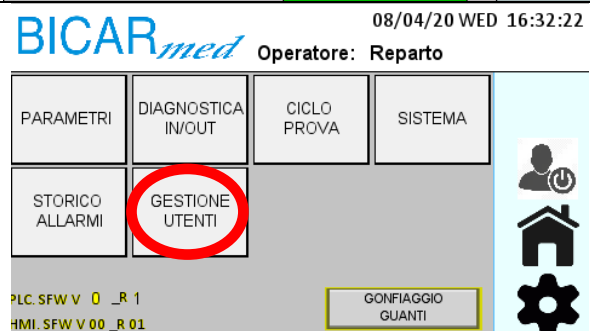 08/04/20 WED 16:32:22
BICARmed Operatore: Reparto
PARAMETRI
DIAGNOSTICA
IN/OUT
CICLO
PROVA
SISTEMA
STORICO
ALLARMI
GESTIONE
UTENTI
PLC. SFW V 0 _R 1
HMI. SFW V 00 _R 01
GONFIAGGIO
GUANTI